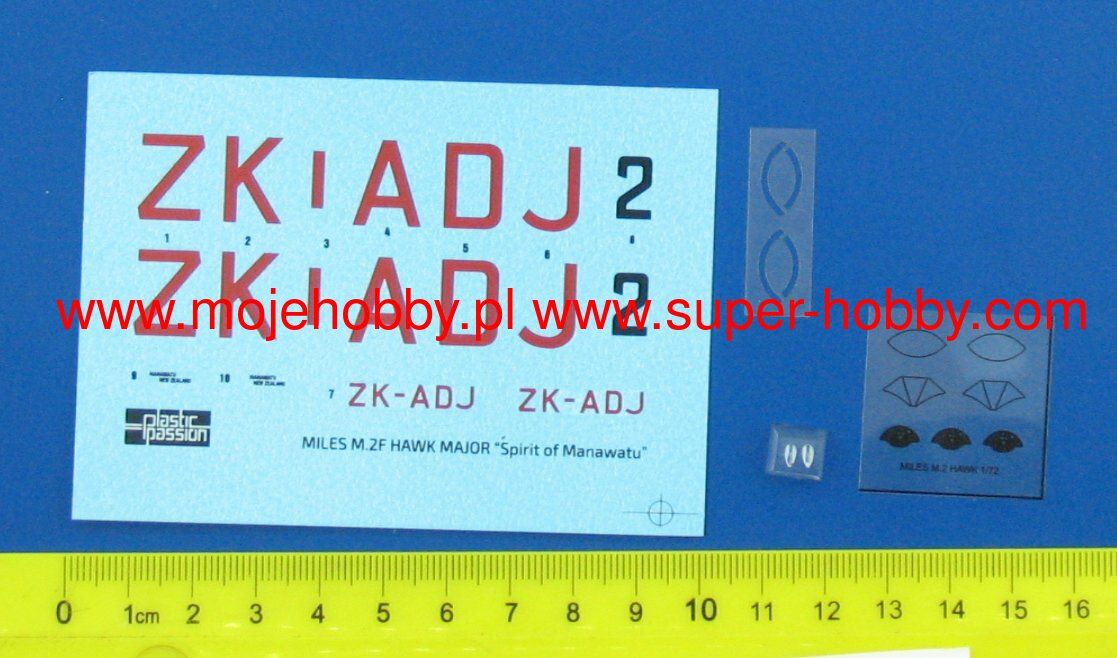 ZK-ADJ 2
1 2 3 4 5 6 8
ZK-ADJ 2
www.mojehobby.pl www.super-hobby.com
9 MANAWATU NEW ZEALAND 10 MANAWATU NEW ZEALAND
7 ZK-ADJ ZK-ADJ
plastic passion
MILES M.2F HAWK MAJOR "Spirit of Manawatu"
MILES M.2 HAWK 1/72
0 1cm 2 3 4 5 6 7 8 9 10 11 12 13 14 15 16